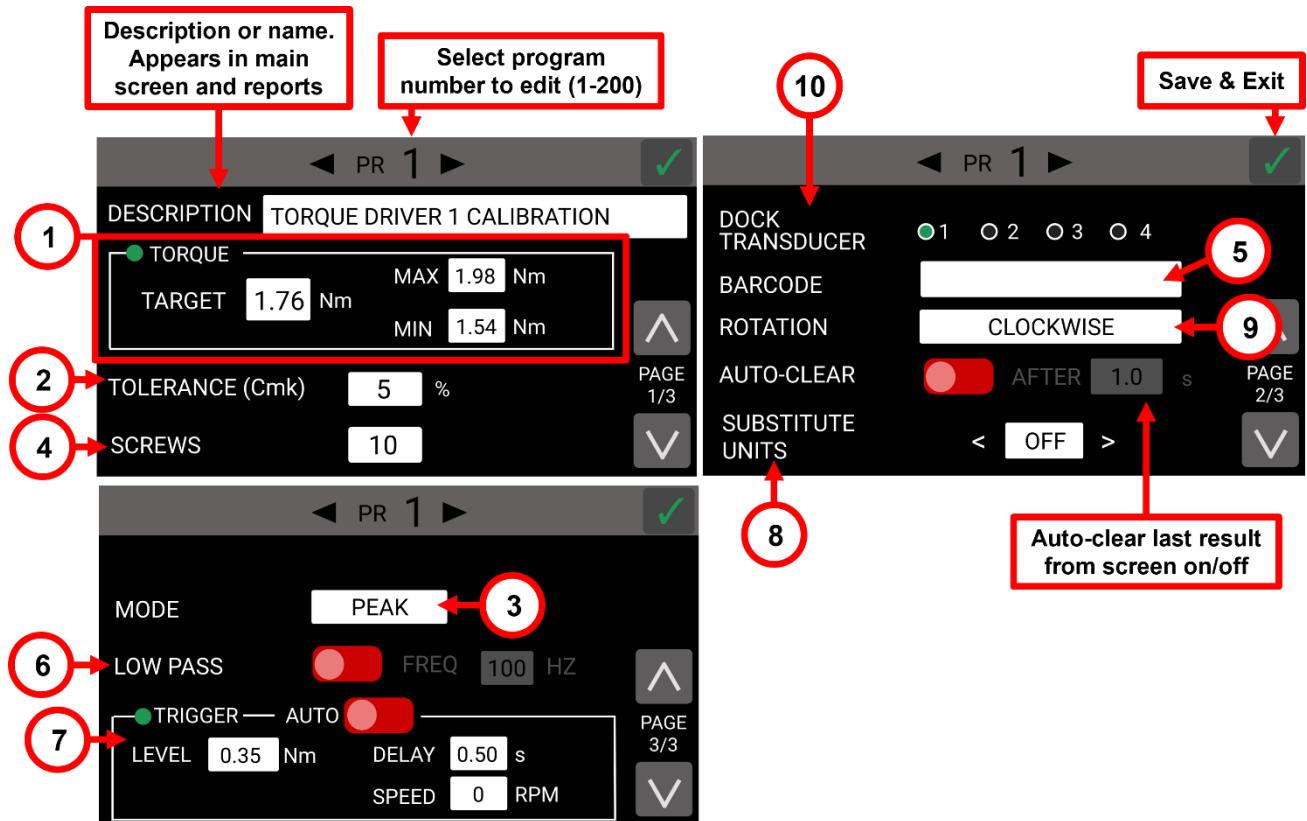 Description or name.
Appears in main
screen and reports
Select program
number to edit (1-200)
10
Save & Exit
PR 1
DESCRIPTION TORQUE DRIVER 1 CALIBRATION
1
TORQUE
TARGET 1.76 Nm
MAX 1.98 Nm
MIN 1.54 Nm
2
TOLERANCE (Cmk) 5 %
PAGE
1/3
4
SCREWS 10
PR 1
DOCK
TRANSDUCER
1 2 3 4
5
BARCODE
ROTATION CLOCKWISE
9
AUTO-CLEAR AFTER 1.0 s
PAGE
2/3
SUBSTITUTE
UNITS
< OFF >
8
Auto-clear last result
from screen on/off
PR 1
MODE PEAK
3
6
LOW PASS FREQ 100 HZ
7
TRIGGER AUTO
LEVEL 0.35 Nm DELAY 0.50 s
SPEED 0 RPM
PAGE
3/3